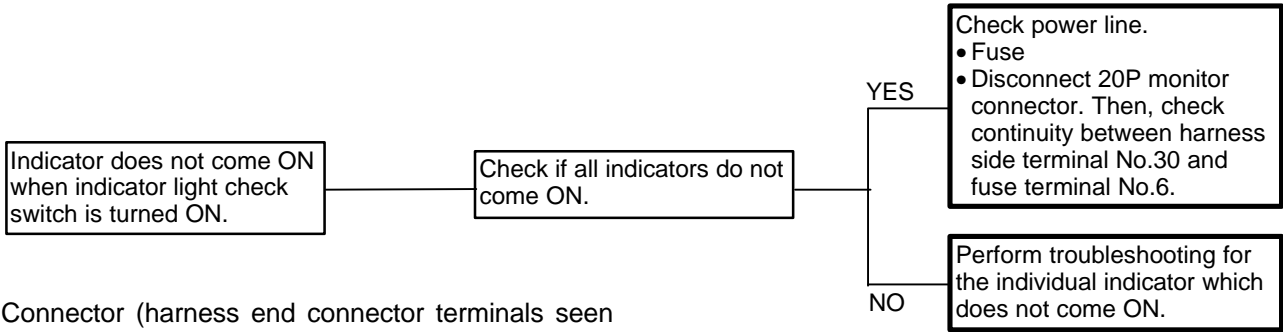 Indicator does not come ON
when indicator light check
switch is turned ON.
Check if all indicators do not
come ON.
YES
Check power line.
• Fuse
• Disconnect 20P monitor
connector. Then, check
continuity between harness
side terminal No.30 and
fuse terminal No.6.
NO
Perform troubleshooting for
the individual indicator which
does not come ON.
Connector (harness end connector terminals seen